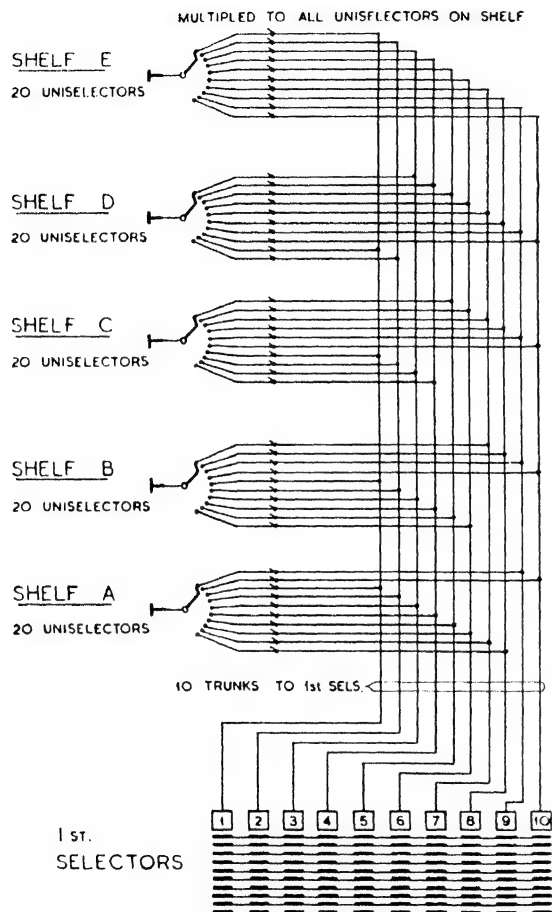 MULTIPLED TO ALL UNISELECTORS ON SHELF
SHELF E
20 UNISELECTORS
SHELF D
20 UNISELECTORS
SHELF C
20 UNISELECTORS
SHELF B
20 UNISELECTORS
SHELF A
20 UNISELECTORS
10 TRUNKS TO 1st SELS.
1 2 3 4 5 6 7 8 9 10
1 ST.
SELECTORS